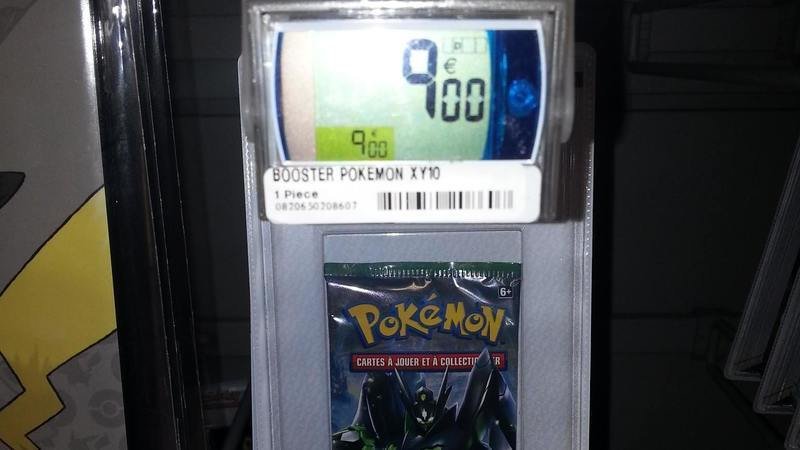 9€00
9€00
BOOSTER POKEMON XY10
1 Piece
0820650208607
6+
POKéMON
CARTES À JOUER ET À COLLECTIONNER